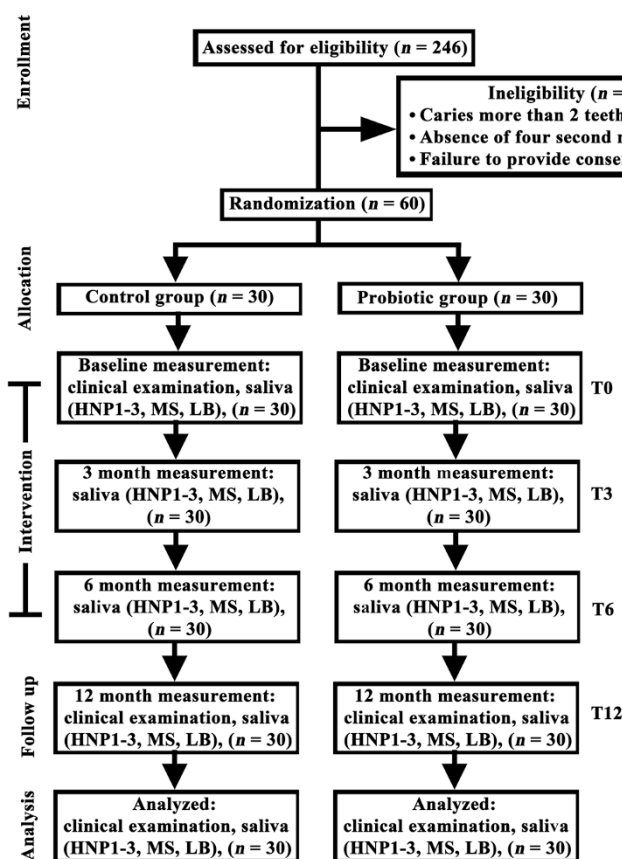 Enrollment
Assessed for eligibility (n = 246)
Ineligibility (n =
• Caries more than 2 teeth
• Absence of four second
• Failure to provide
Randomization (n = 60)
Allocation
Control group (n = 30)
Probiotic group (n = 30)
Baseline measurement:
clinical examination, saliva
(HNP1-3, MS, LB), (n = 30)
Baseline measurement:
clinical examination, saliva
(HNP1-3, MS, LB), (n = 30)
T0
Intervention
3 month measurement:
saliva (HNP1-3, MS, LB),
(n = 30)
3 month measurement:
saliva (HNP1-3, MS, LB),
(n = 30)
T3
6 month measurement:
saliva (HNP1-3, MS, LB),
(n = 30)
6 month measurement:
saliva (HNP1-3, MS, LB),
(n = 30)
T6
Follow up
12 month measurement:
clinical examination, saliva
(HNP1-3, MS, LB), (n = 30)
12 month measurement:
clinical examination, saliva
(HNP1-3, MS, LB), (n = 30)
T12
Analysis
Analyzed:
clinical examination, saliva
(HNP1-3, MS, LB), (n = 30)
Analyzed:
clinical examination, saliva
(HNP1-3, MS, LB), (n = 30)